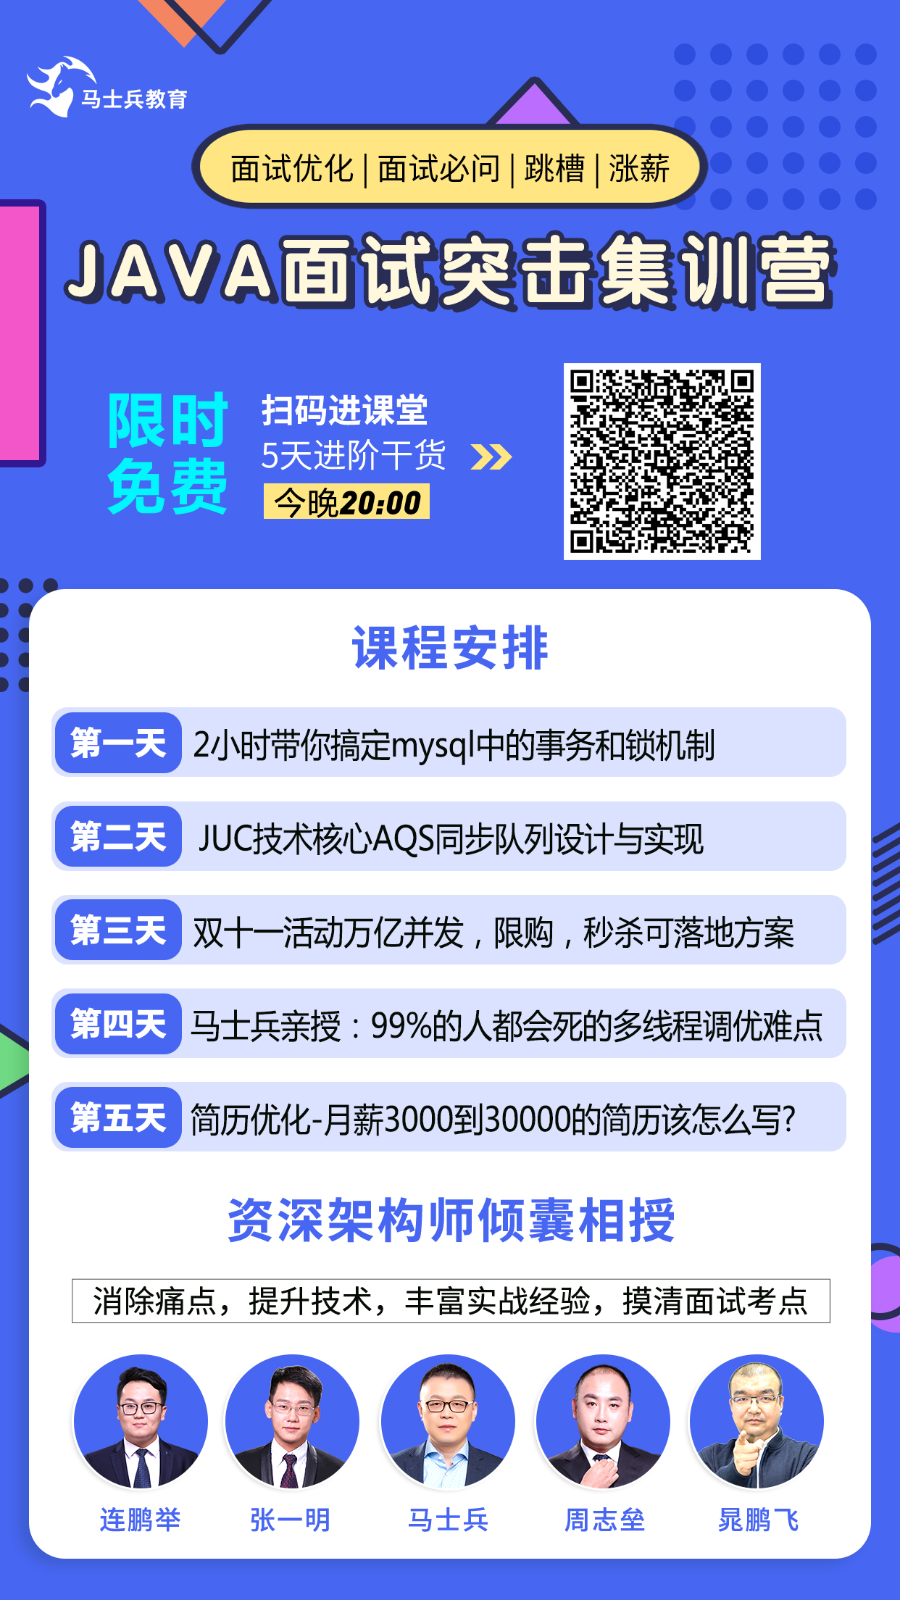 马士兵教育
面试优化 | 面试必问 | 跳槽 | 涨薪
JAVA面试突击集训营
限时
免费
扫码进课堂
5天进阶干货
今晚20:00
课程安排
第一天 2小时带你搞定mysql中的事务和锁机制
第二天 JUC技术核心AQS同步队列设计与实现
第三天 双十一活动万亿并发，限购，秒杀可落地方案
第四天 马士兵亲授：99%的人都会死的多线程调优难点
第五天 简历优化-月薪3000到30000的简历该怎么写?
资深架构师倾囊相授
消除痛点，提升技术，丰富实战经验，摸清面试考点
连鹏举 张一明 马士兵 周志垒 晁鹏飞